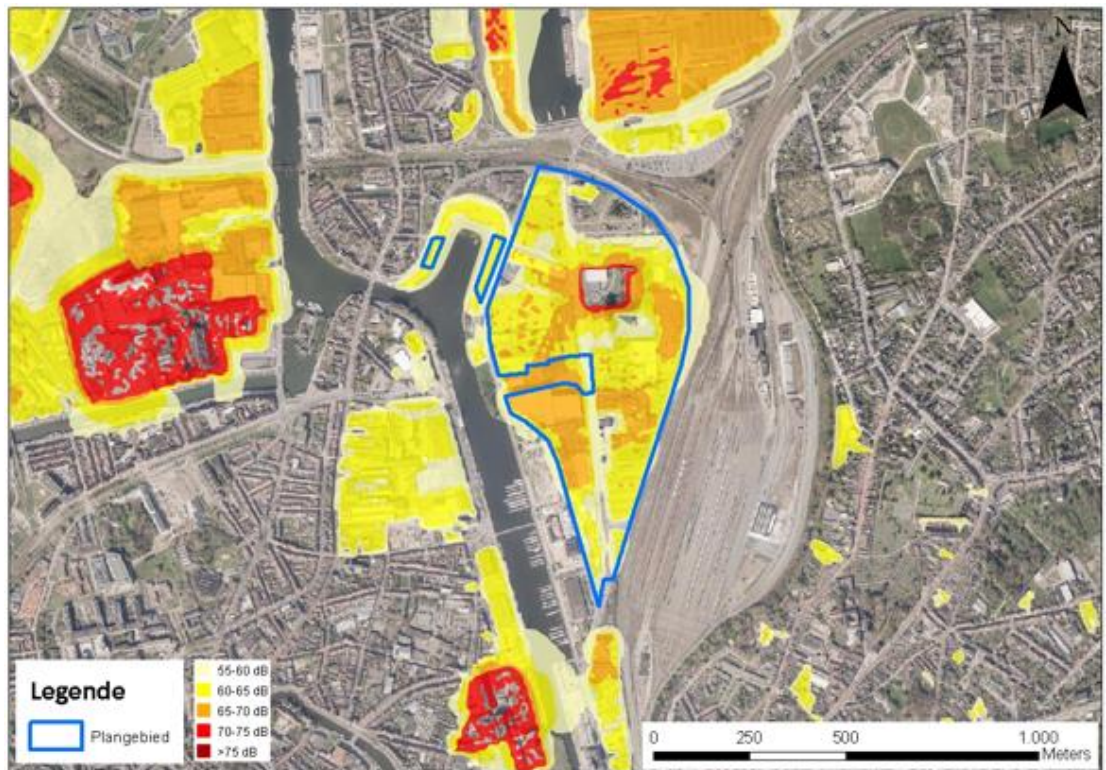 N
Legende
Plangebied
55-60 dB
60-65 dB
65-70 dB
70-75 dB
>75 dB
0 250 500 1.000
Meters